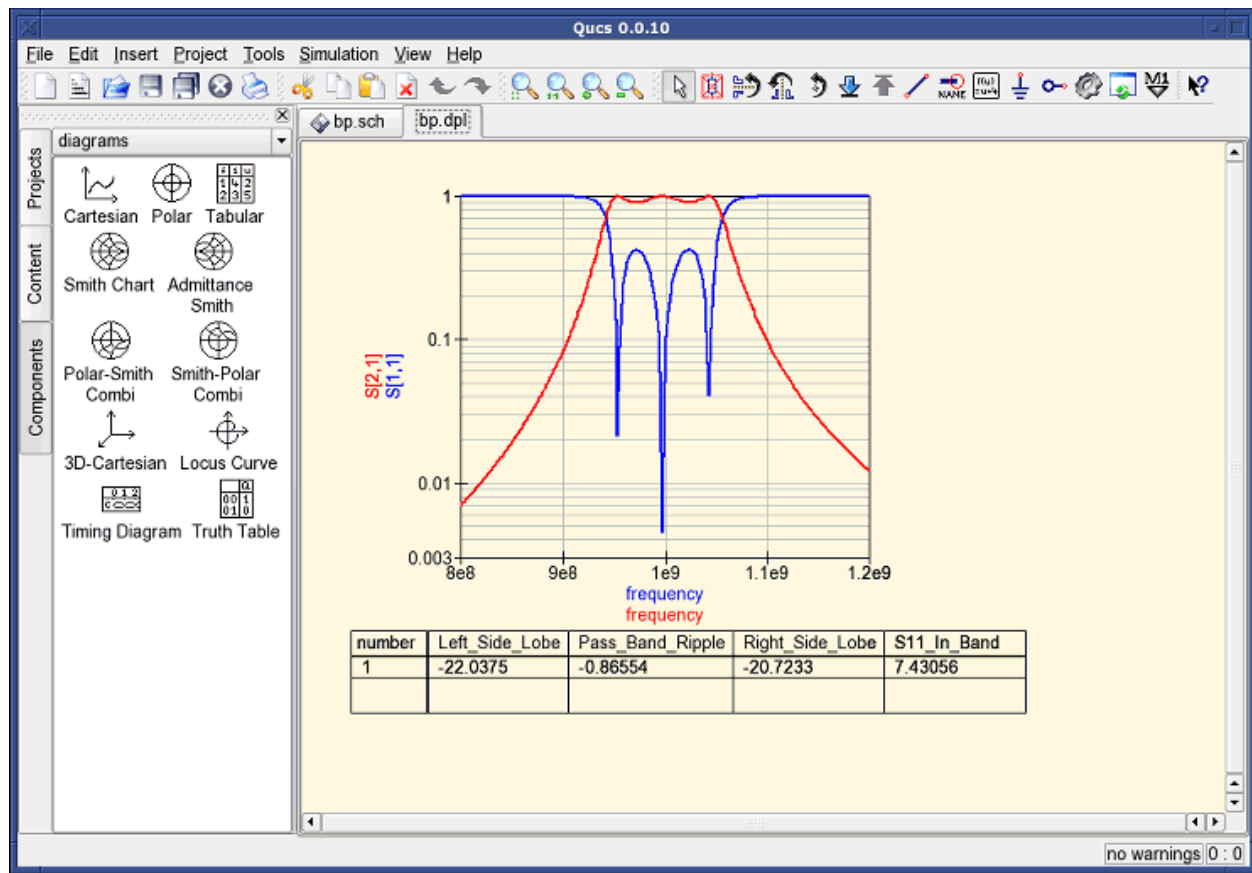 Qucs 0.0.10
File Edit Insert Project Tools Simulation View Help
NAME
M1
bp.sch bp.dpl
Projects
Content
Components
diagrams
Cartesian Polar Tabular
Smith Chart Admittance
Smith
Polar-Smith Smith-Polar
Combi Combi
3D-Cartesian Locus Curve
Timing Diagram Truth Table
S[2,1]
S[1,1]
1
0.1
0.01
0.003
8e8 9e8 1e9 1.1e9 1.2e9
frequency
frequency
number Left_Side_Lobe Pass_Band_Ripple Right_Side_Lobe S11_In_Band
1 -22.0375 -0.86554 -20.7233 7.43056
no warnings 0 : 0